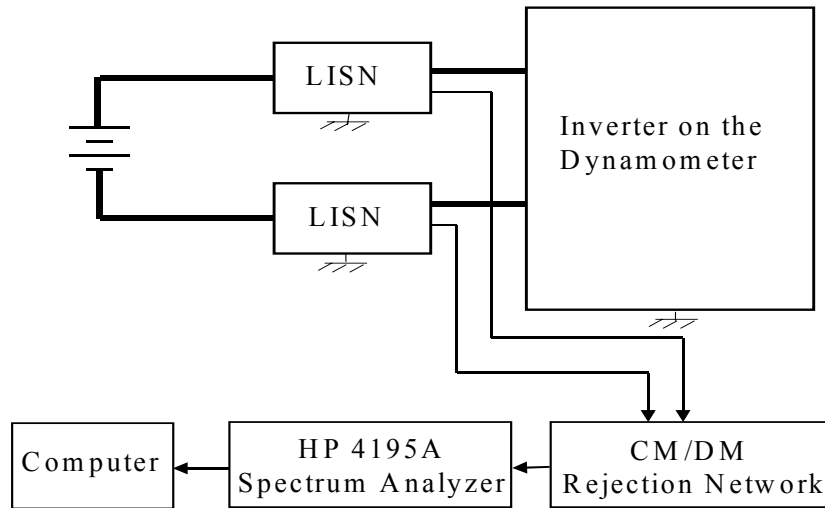 LISN
Inverter on the
Dynamometer
LISN
Computer
HP 4195A
Spectrum Analyzer
CM/DM
Rejection Network